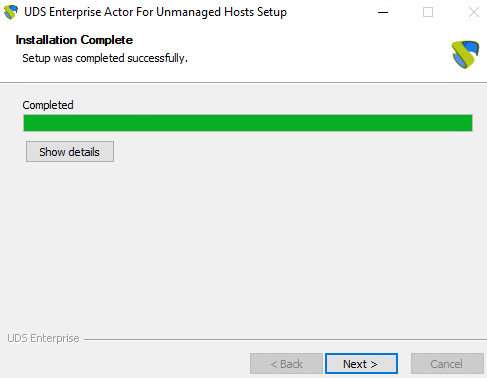 UDS Enterprise Actor For Unmanaged Hosts Setup
Installation Complete
Setup was completed successfully.
Completed
Show details
UDS Enterprise
< Back
Next >
Cancel